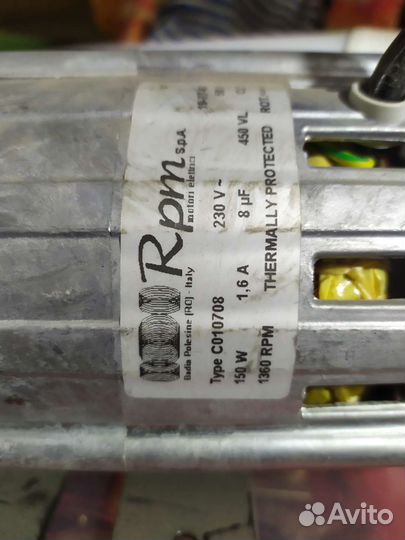 Rpm S.p.A.
motori elettrici
Badia Polesine (RO) - Italy
Type C010708 230 V ~
150 W 1,6 A 8 µF 450 VL
1360 RPM THERMALLY PROTECTED
Avito